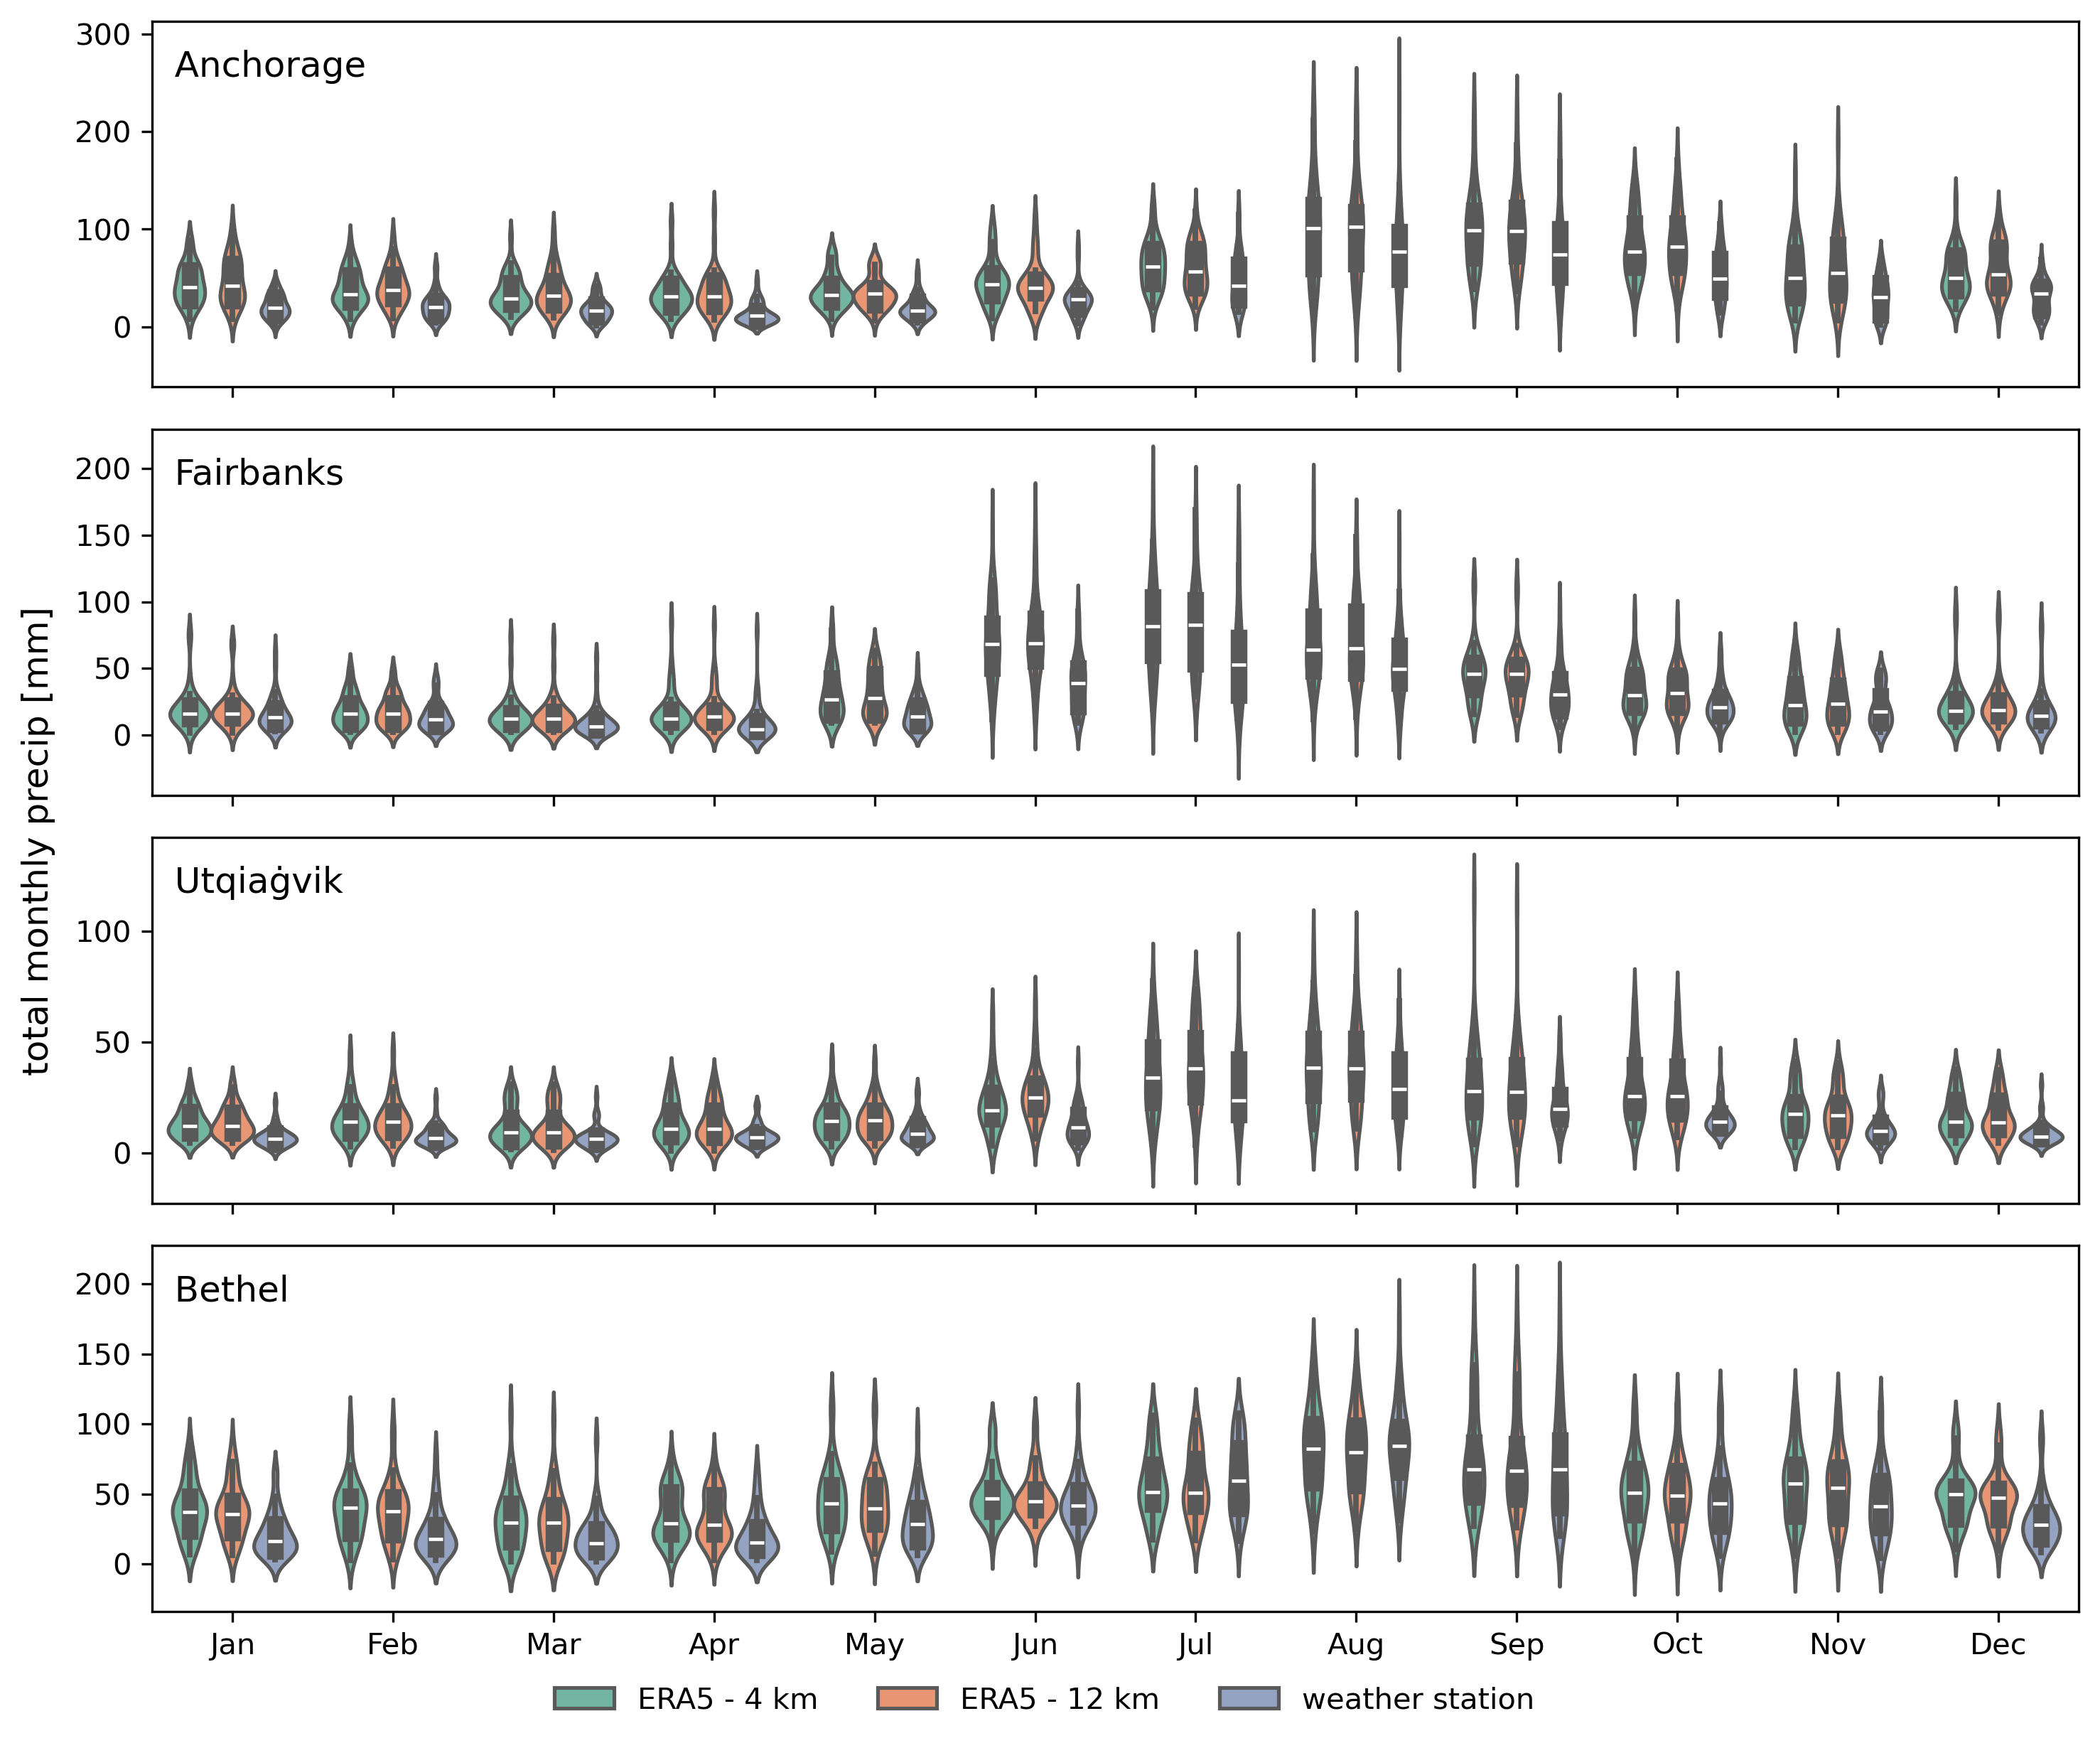 total monthly precip [mm]
Anchorage
300
200
100
0
Fairbanks
200
150
100
50
0
Utqiaġvik
100
50
0
Bethel
200
150
100
50
0
Jan Feb Mar Apr May Jun Jul Aug Sep Oct Nov Dec
ERA5 - 4 km ERA5 - 12 km weather station